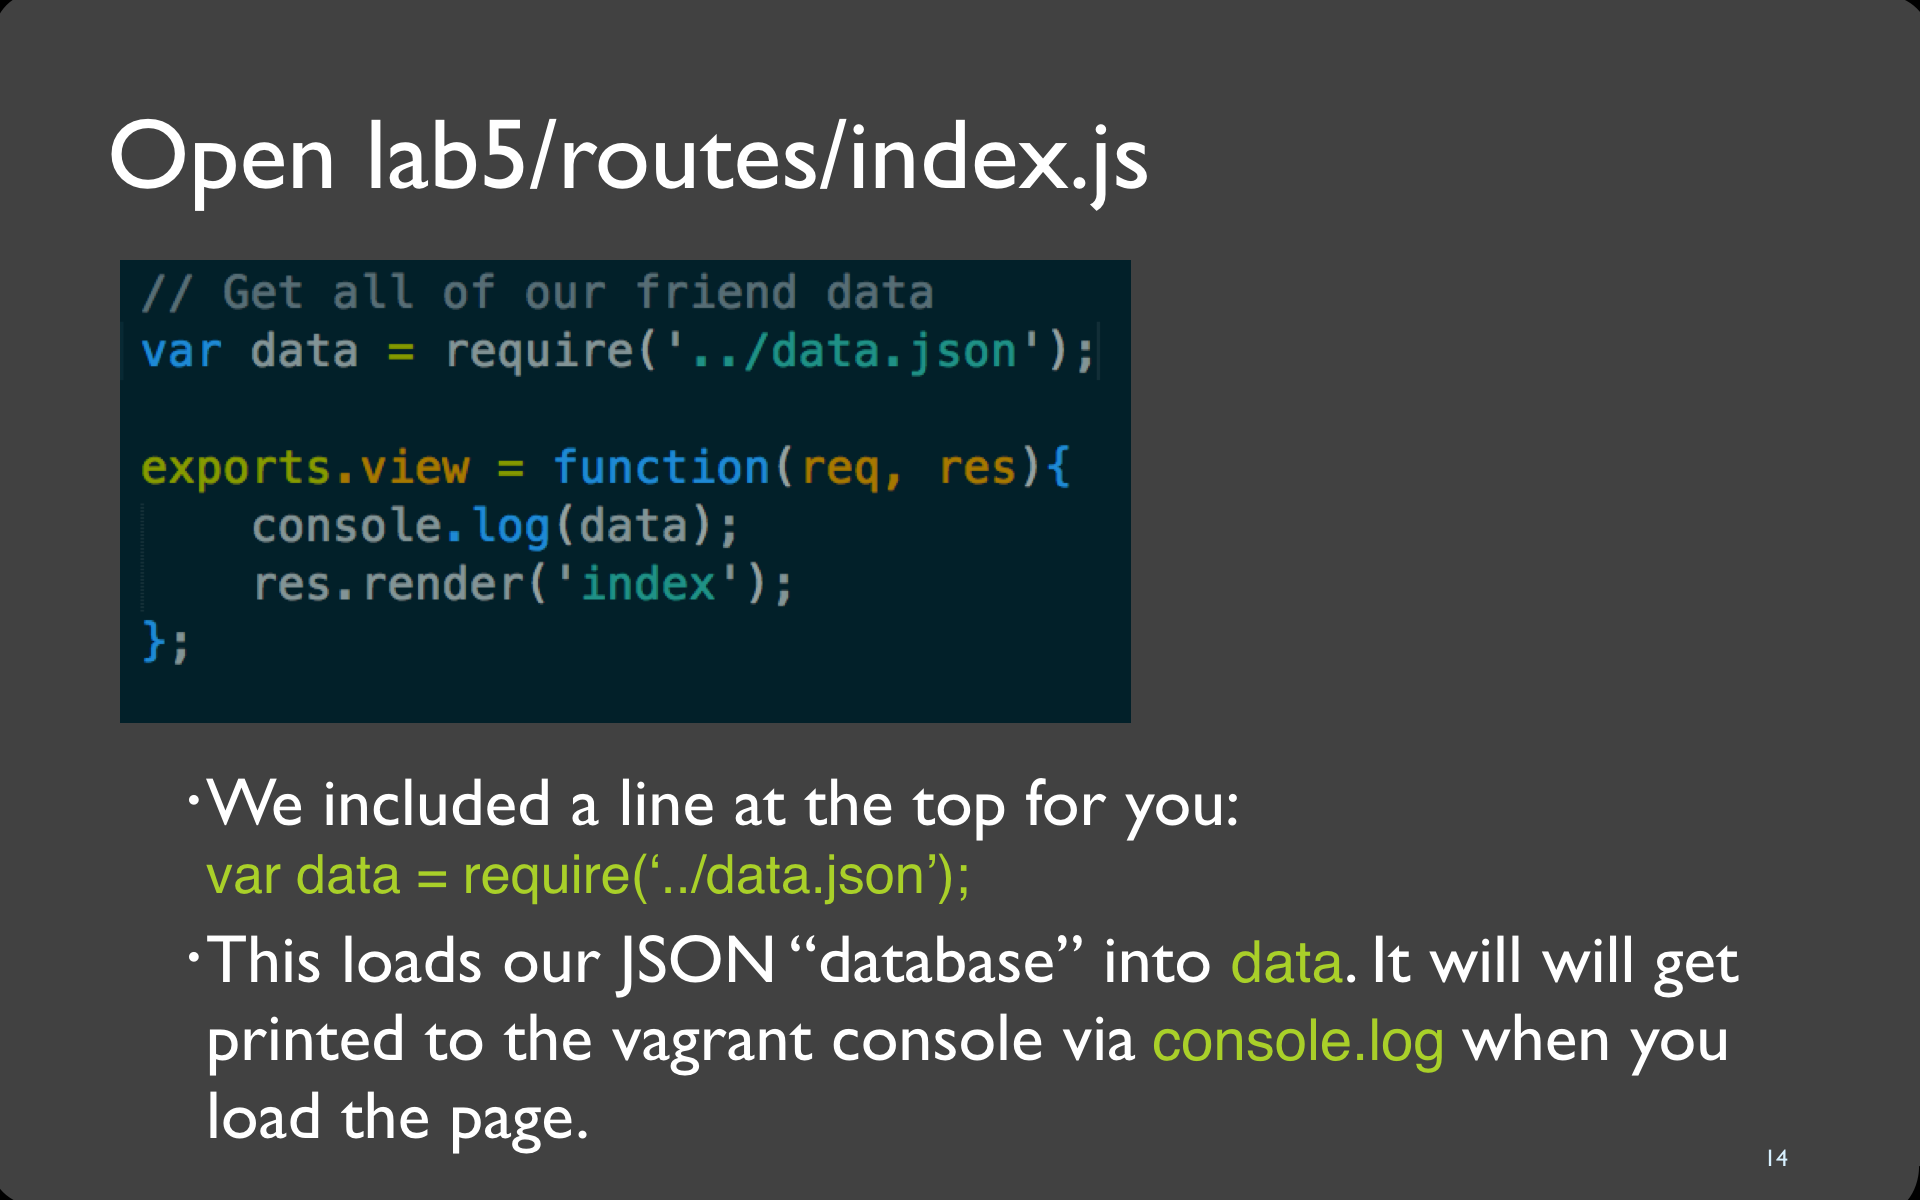 Open lab5/routes/index.js
// Get all of our friend data
var data = require('../data.json');
exports.view = function(req, res){
    console.log(data);
    res.render('index');
};
·We included a line at the top for you:
var data = require(‘../data.json’);
·This loads our JSON “database” into data. It will will get
printed to the vagrant console via console.log when you
load the page.
14